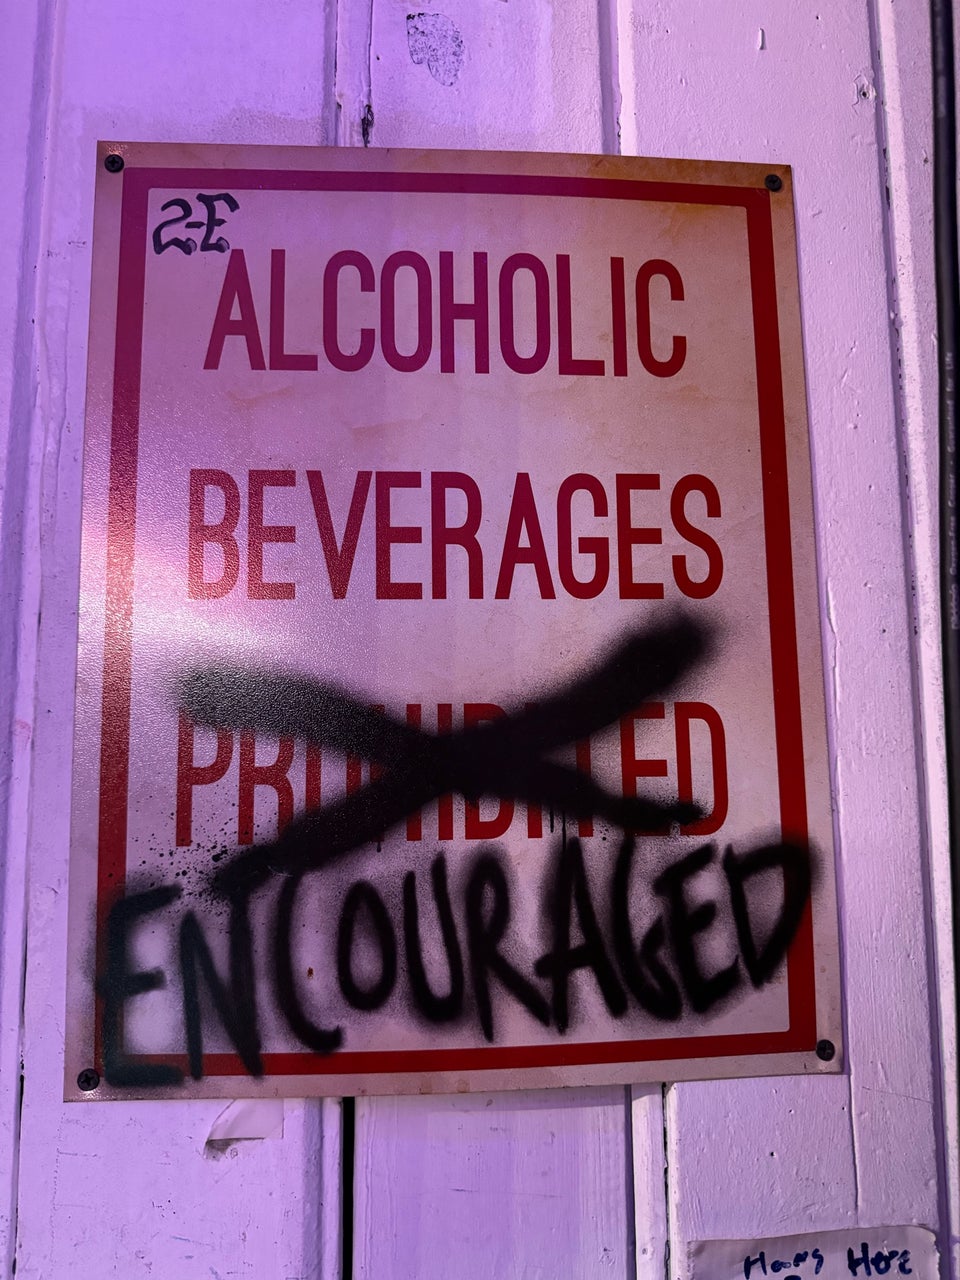 2-E
ALCOHOLIC
BEVERAGES
PROHIBITED
ENCOURAGED